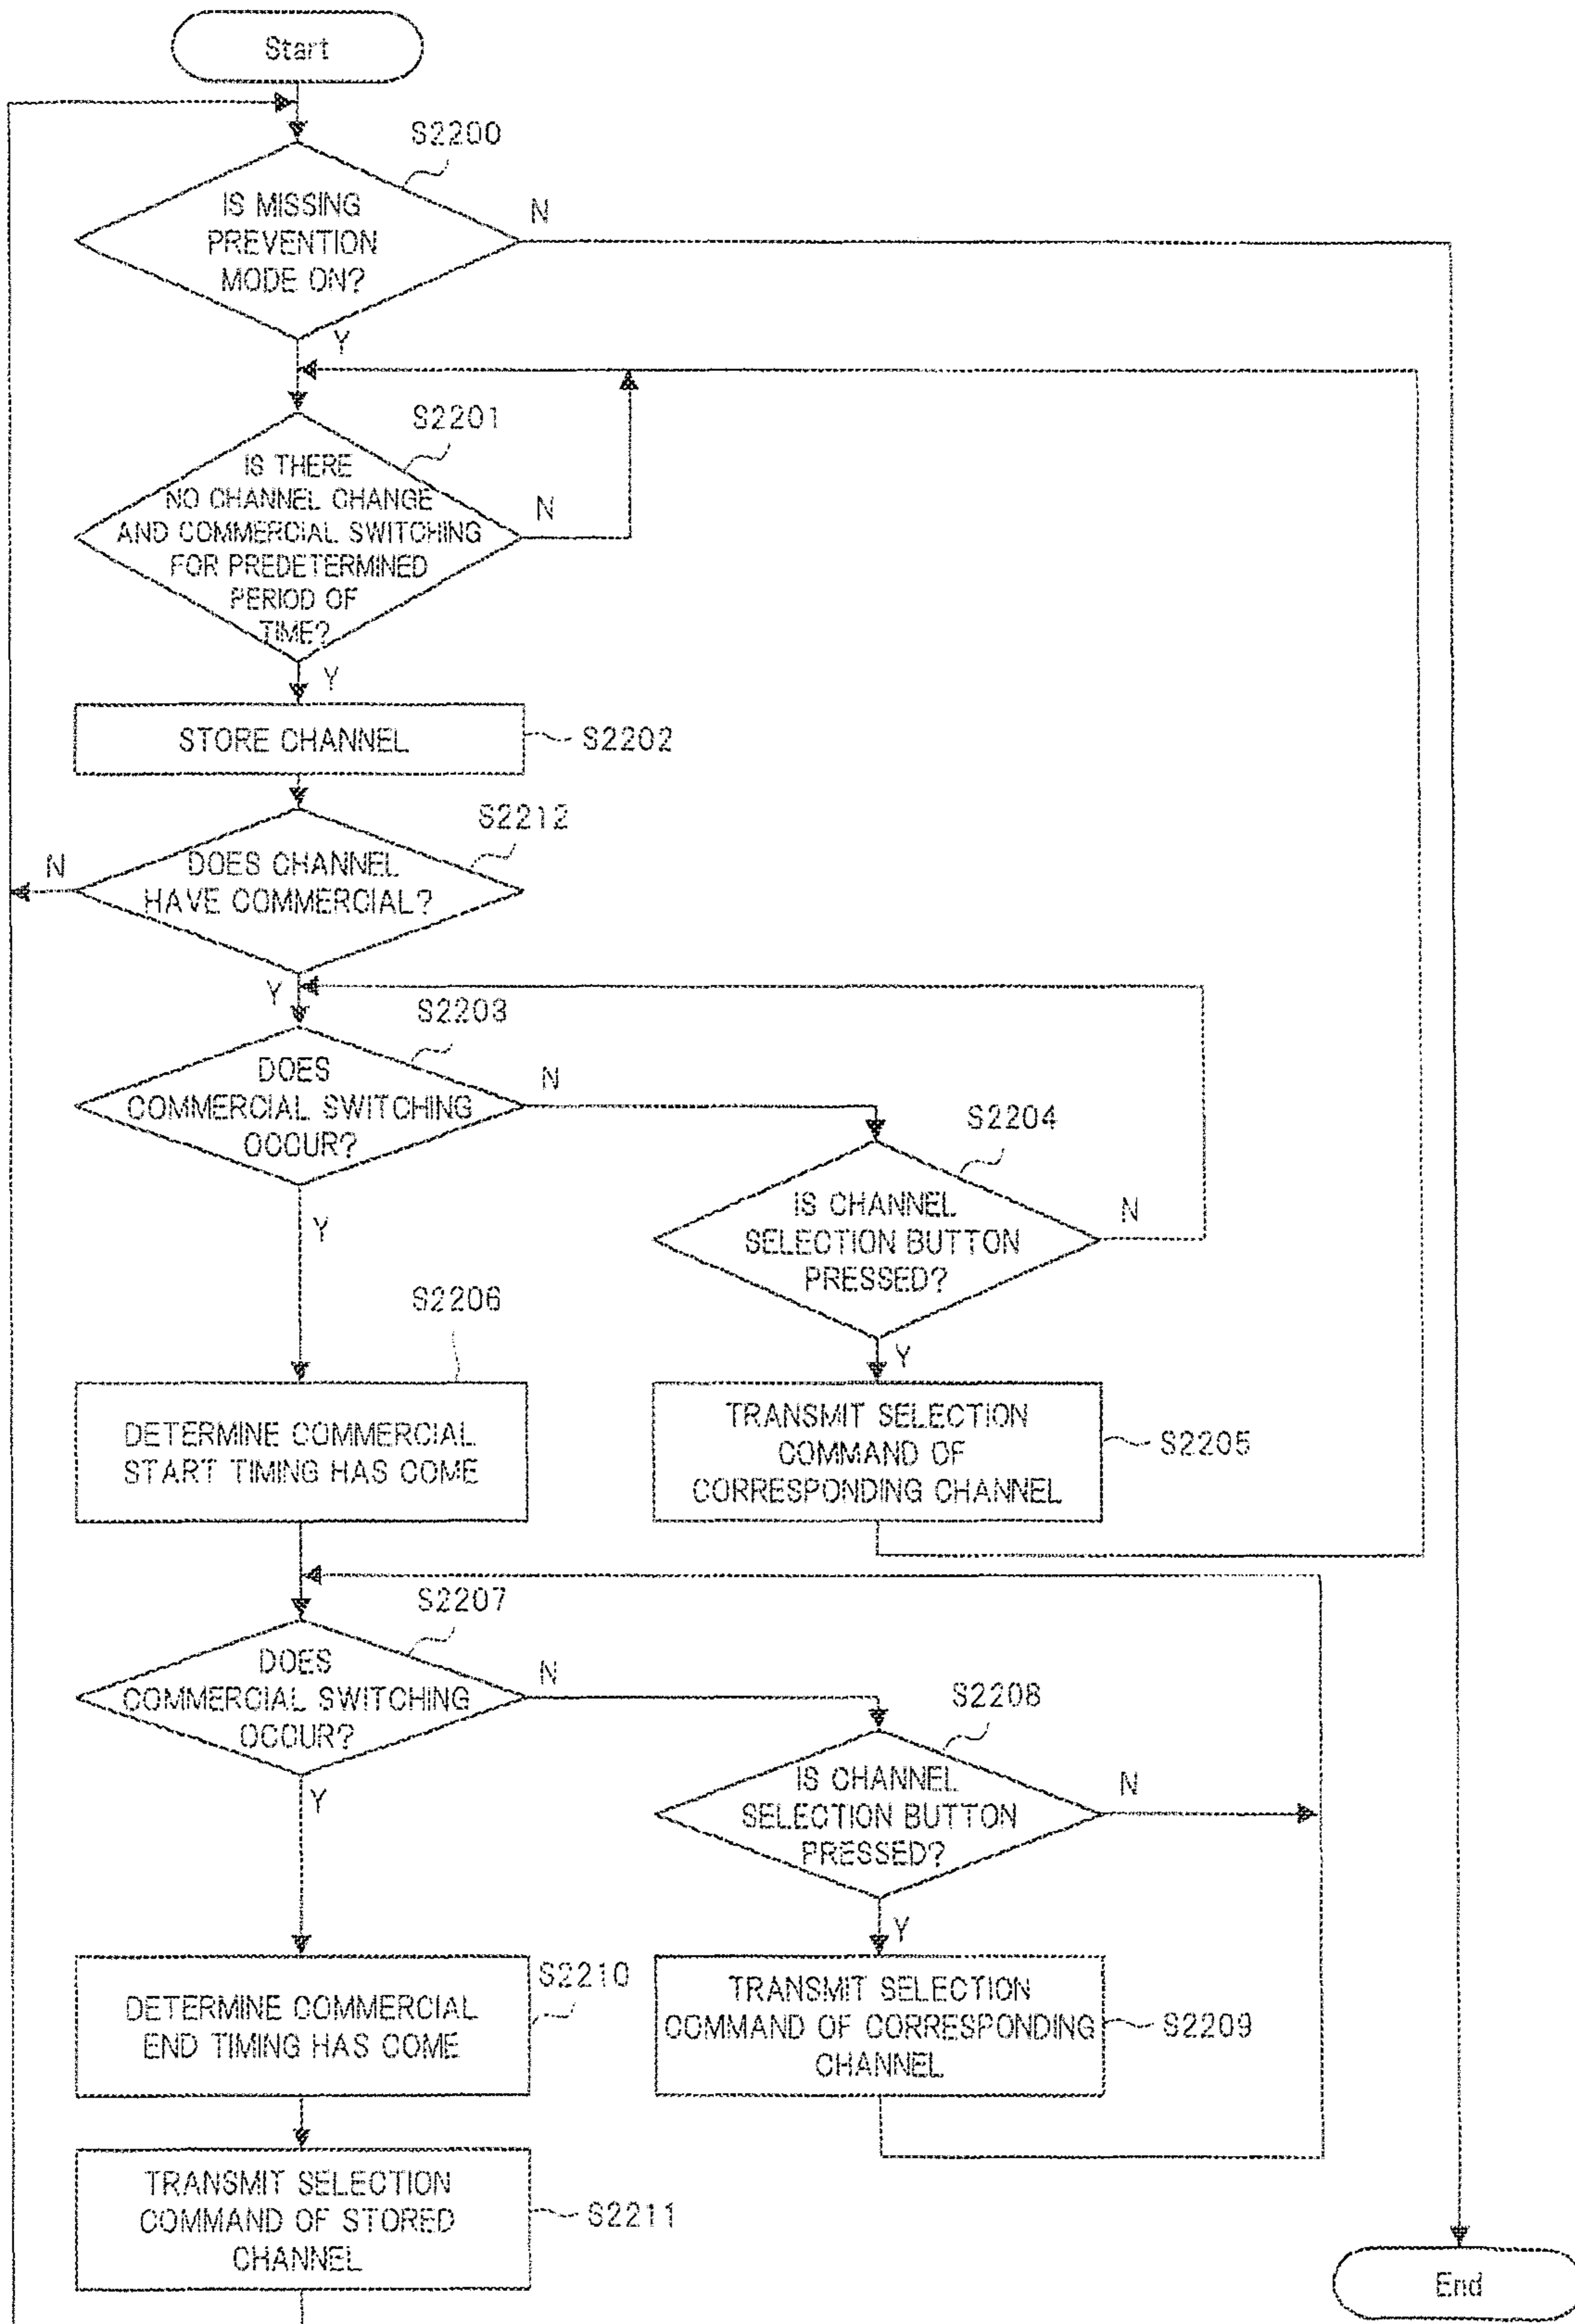 Start
S2200
IS MISSING
PREVENTION
MODE ON?
N
Y
S2201
IS THERE
NO CHANNEL CHANGE
AND COMMERCIAL SWITCHING
FOR PREDETERMINED
PERIOD OF
TIME?
N
Y
STORE CHANNEL
S2202
S2212
N
DOES CHANNEL
HAVE COMMERCIAL?
Y
S2203
DOES
COMMERCIAL SWITCHING
OCCUR?
N
Y
S2204
IS CHANNEL
SELECTION BUTTON
PRESSED?
N
Y
S2206
DETERMINE COMMERCIAL
START TIMING HAS COME
TRANSMIT SELECTION
COMMAND OF
CORRESPONDING CHANNEL
S2205
S2207
DOES
COMMERCIAL SWITCHING
OCCUR?
N
Y
S2208
IS CHANNEL
SELECTION BUTTON
PRESSED?
N
Y
S2210
DETERMINE COMMERCIAL
END TIMING HAS COME
TRANSMIT SELECTION
COMMAND OF CORRESPONDING
CHANNEL
S2209
TRANSMIT SELECTION
COMMAND OF STORED
CHANNEL
S2211
End